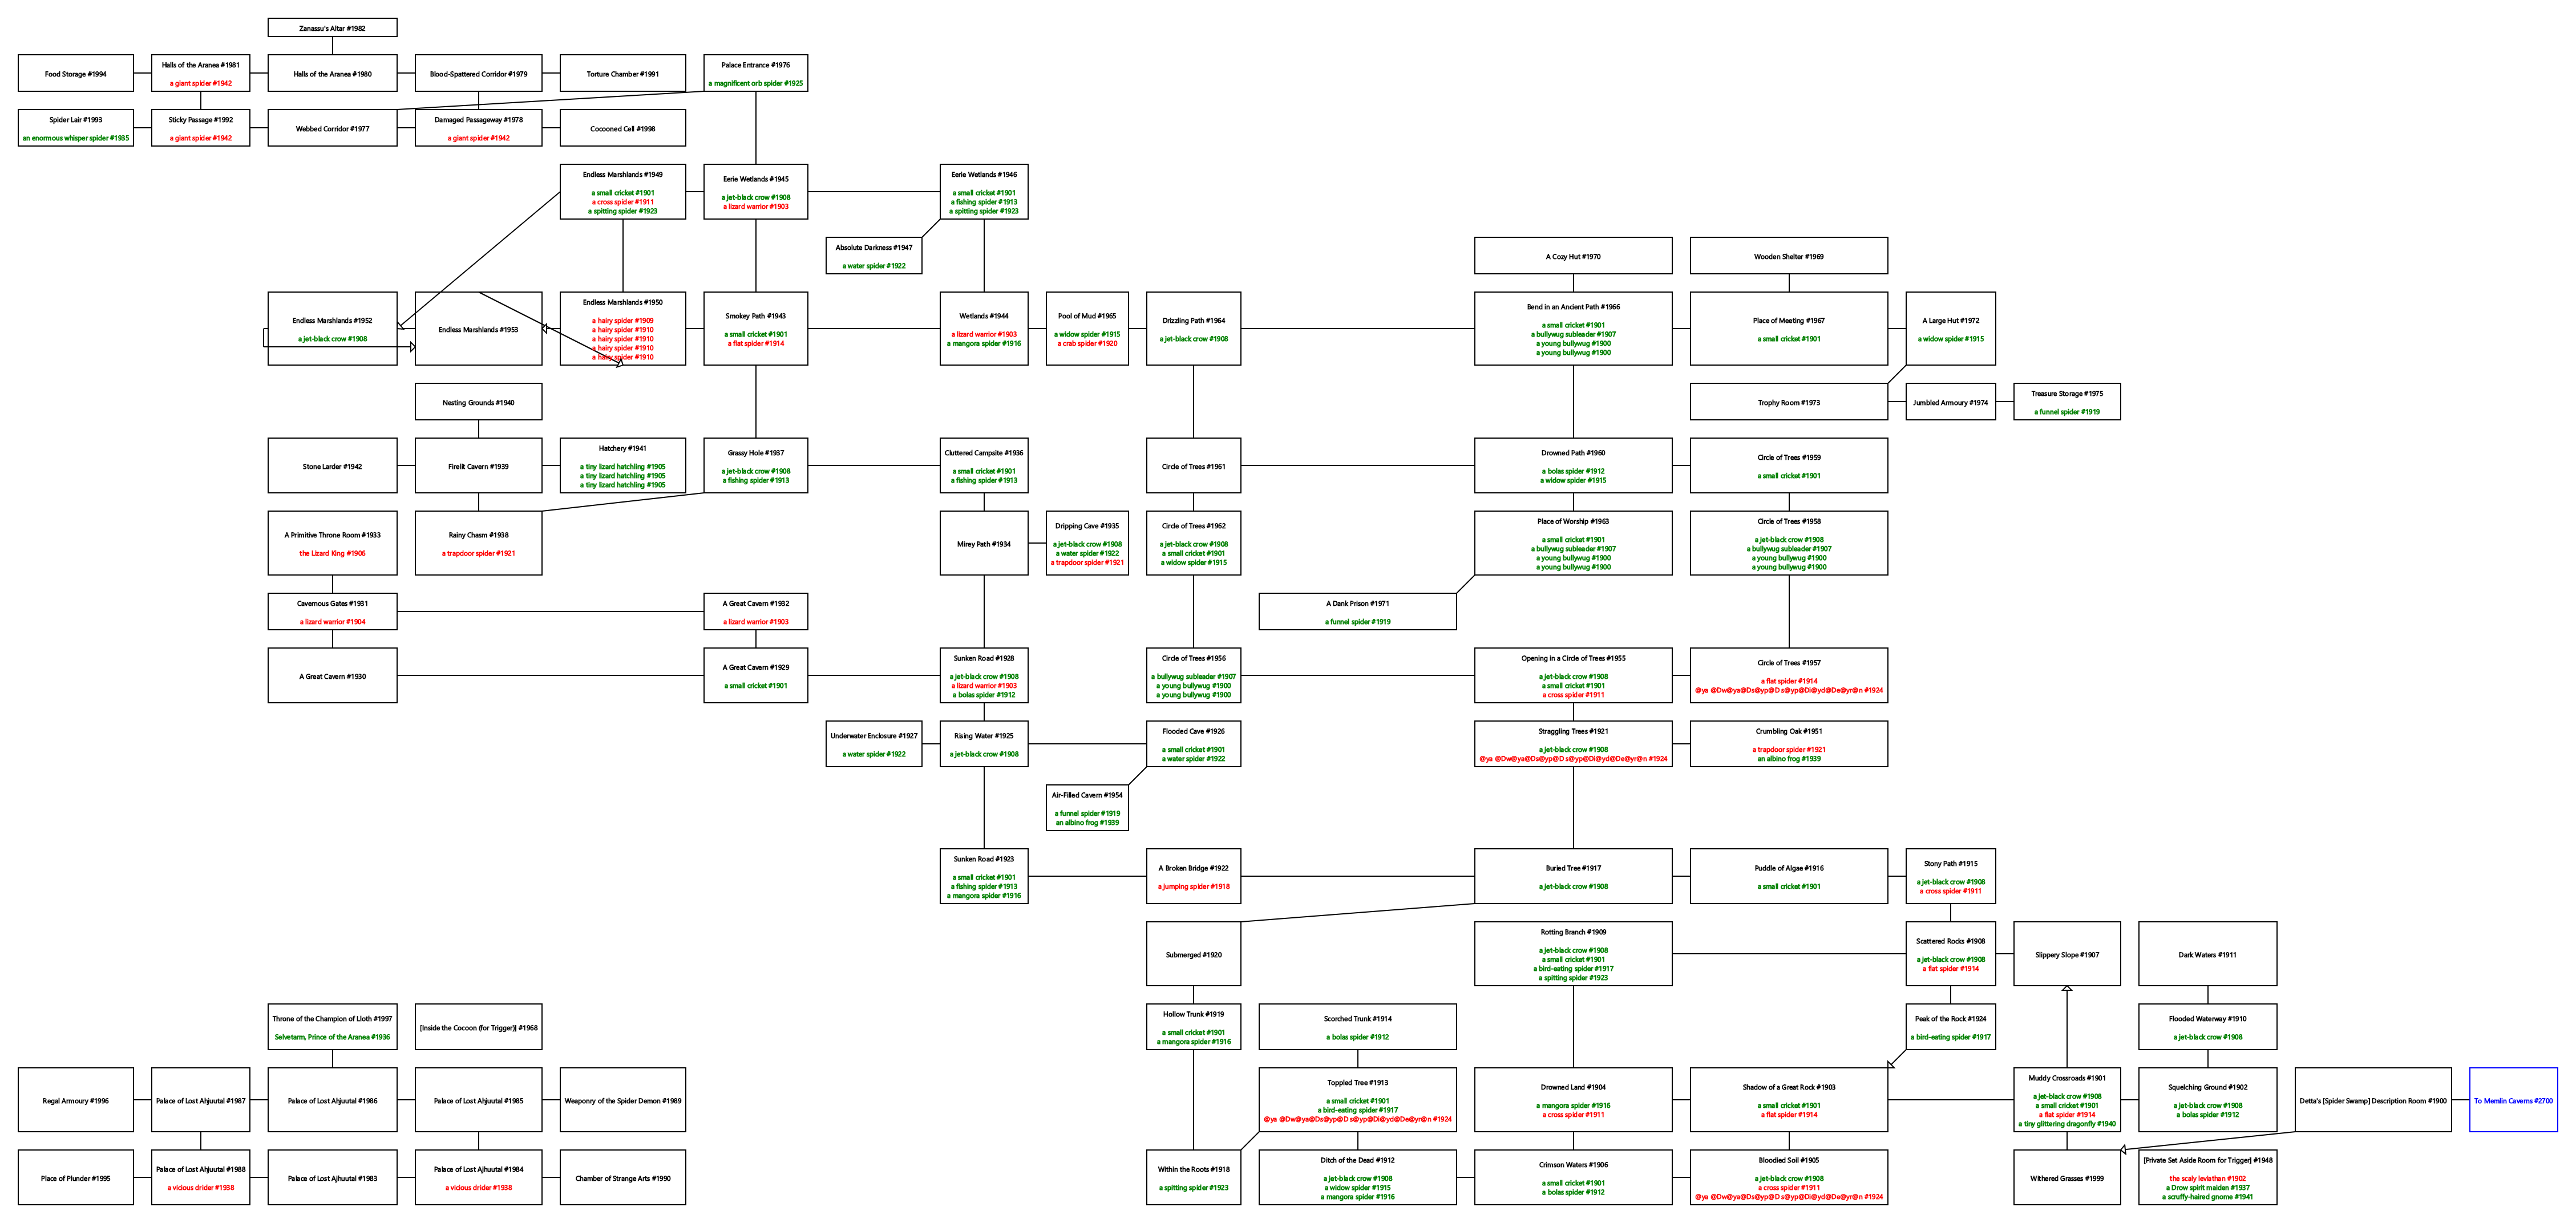 Zanassu's Altar #1982
Food Storage #1994
Halls of the Aranea #1981
a giant spider #1942
Halls of the Aranea #1980
Blood-Spattered Corridor #1979
Torture Chamber #1991
Palace Entrance #1976
a magnificent orb spider #1925
Spider Lair #1993
an enormous whisper spider #1935
Sticky Passage #1992
a giant spider #1942
Webbed Corridor #1977
Damaged Passageway #1978
a giant spider #1942
Cocooned Cell #1998
Endless Marshlands #1949
a small cricket #1901
a cross spider #1911
a spitting spider #1923
Eerie Wetlands #1945
a jet-black crow #1908
a lizard warrior #1903
Eerie Wetlands #1946
a small cricket #1901
a fishing spider #1913
a spitting spider #1923
Absolute Darkness #1947
a water spider #1922
A Cozy Hut #1970
Wooden Shelter #1969
Endless Marshlands #1952
a jet-black crow #1908
Endless Marshlands #1953
Endless Marshlands #1950
a hairy spider #1909
a hairy spider #1910
a hairy spider #1910
a hairy spider #1910
a hairy spider #1910
Smokey Path #1943
a small cricket #1901
a flat spider #1914
Wetlands #1944
a lizard warrior #1903
a mangora spider #1916
Pool of Mud #1965
a widow spider #1915
a crab spider #1920
Drizzling Path #1964
a jet-black crow #1908
Bend in an Ancient Path #1966
a small cricket #1901
a bullywug subleader #1907
a young bullywug #1900
a young bullywug #1900
Place of Meeting #1967
a small cricket #1901
A Large Hut #1972
a widow spider #1915
Nesting Grounds #1940
Trophy Room #1973
Jumbled Armoury #1974
Treasure Storage #1975
a funnel spider #1919
Stone Larder #1942
Firelit Cavern #1939
Hatchery #1941
a tiny lizard hatchling #1905
a tiny lizard hatchling #1905
a tiny lizard hatchling #1905
Grassy Hole #1937
a jet-black crow #1908
a fishing spider #1913
Cluttered Campsite #1936
a small cricket #1901
a fishing spider #1913
Circle of Trees #1961
Drowned Path #1960
a bolas spider #1912
a widow spider #1915
Circle of Trees #1959
a small cricket #1901
A Primitive Throne Room #1933
the Lizard King #1906
Rainy Chasm #1938
a trapdoor spider #1921
Mirey Path #1934
Dripping Cave #1935
a jet-black crow #1908
a water spider #1922
a trapdoor spider #1921
Circle of Trees #1962
a jet-black crow #1908
a small cricket #1901
a widow spider #1915
Place of Worship #1963
a small cricket #1901
a bullywug subleader #1907
a young bullywug #1900
a young bullywug #1900
Circle of Trees #1958
a jet-black crow #1908
a bullywug subleader #1907
a young bullywug #1900
a young bullywug #1900
Cavernous Gates #1931
a lizard warrior #1904
A Great Cavern #1932
a lizard warrior #1903
A Dank Prison #1971
a funnel spider #1919
A Great Cavern #1930
A Great Cavern #1929
a small cricket #1901
Sunken Road #1928
a jet-black crow #1908
a lizard warrior #1903
a bolas spider #1912
Circle of Trees #1956
a bullywug subleader #1907
a young bullywug #1900
a young bullywug #1900
Opening in a Circle of Trees #1955
a jet-black crow #1908
a small cricket #1901
a cross spider #1911
Circle of Trees #1957
a flat spider #1914
@ya @Dw@ya@Ds@yp@D s@yp@Di@yd@De@yr@n #1924
Underwater Enclosure #1927
a water spider #1922
Rising Water #1925
a jet-black crow #1908
Flooded Cave #1926
a small cricket #1901
a water spider #1922
Straggling Trees #1921
a jet-black crow #1908
@ya @Dw@ya@Ds@yp@D s@yp@Di@yd@De@yr@n #1924
Crumbling Oak #1951
a trapdoor spider #1921
an albino frog #1939
Air-Filled Cavern #1954
a funnel spider #1919
an albino frog #1939
Sunken Road #1923
a small cricket #1901
a fishing spider #1913
a mangora spider #1916
A Broken Bridge #1922
a jumping spider #1918
Buried Tree #1917
a jet-black crow #1908
Puddle of Algae #1916
a small cricket #1901
Stony Path #1915
a jet-black crow #1908
a cross spider #1911
Submerged #1920
Rotting Branch #1909
a jet-black crow #1908
a small cricket #1901
a bird-eating spider #1917
a spitting spider #1923
Scattered Rocks #1908
a jet-black crow #1908
a flat spider #1914
Slippery Slope #1907
Dark Waters #1911
Throne of the Champion of Lloth #1997
Selvetarm, Prince of the Aranea #1936
[Inside the Cocoon (for Trigger)] #1968
Hollow Trunk #1919
a small cricket #1901
a mangora spider #1916
Scorched Trunk #1914
a bolas spider #1912
Peak of the Rock #1924
a bird-eating spider #1917
Flooded Waterway #1910
a jet-black crow #1908
Regal Armoury #1996
Palace of Lost Ahjuutal #1987
Palace of Lost Ahjuutal #1986
Palace of Lost Ahjuutal #1985
Weaponry of the Spider Demon #1989
Toppled Tree #1913
a small cricket #1901
a bird-eating spider #1917
@ya @Dw@ya@Ds@yp@D s@yp@Di@yd@De@yr@n #1924
Drowned Land #1904
a mangora spider #1916
a cross spider #1911
Shadow of a Great Rock #1903
a small cricket #1901
a flat spider #1914
Muddy Crossroads #1901
a jet-black crow #1908
a small cricket #1901
a flat spider #1914
a tiny glittering dragonfly #1940
Squelching Ground #1902
a jet-black crow #1908
a bolas spider #1912
Detta's [Spider Swamp] Description Room #1900
To Memlin Caverns #2700
Place of Plunder #1995
Palace of Lost Ahjuutal #1988
a vicious drider #1938
Palace of Lost Ajhuutal #1983
Palace of Lost Ajhuutal #1984
a vicious drider #1938
Chamber of Strange Arts #1990
Within the Roots #1918
a spitting spider #1923
Ditch of the Dead #1912
a jet-black crow #1908
a widow spider #1915
a mangora spider #1916
Crimson Waters #1906
a small cricket #1901
a bolas spider #1912
Bloodied Soil #1905
a jet-black crow #1908
a cross spider #1911
@ya @Dw@ya@Ds@yp@D s@yp@Di@yd@De@yr@n #1924
Withered Grasses #1999
[Private Set Aside Room for Trigger] #1948
the scaly leviathan #1902
a Drow spirit maiden #1937
a scruffy-haired gnome #1941